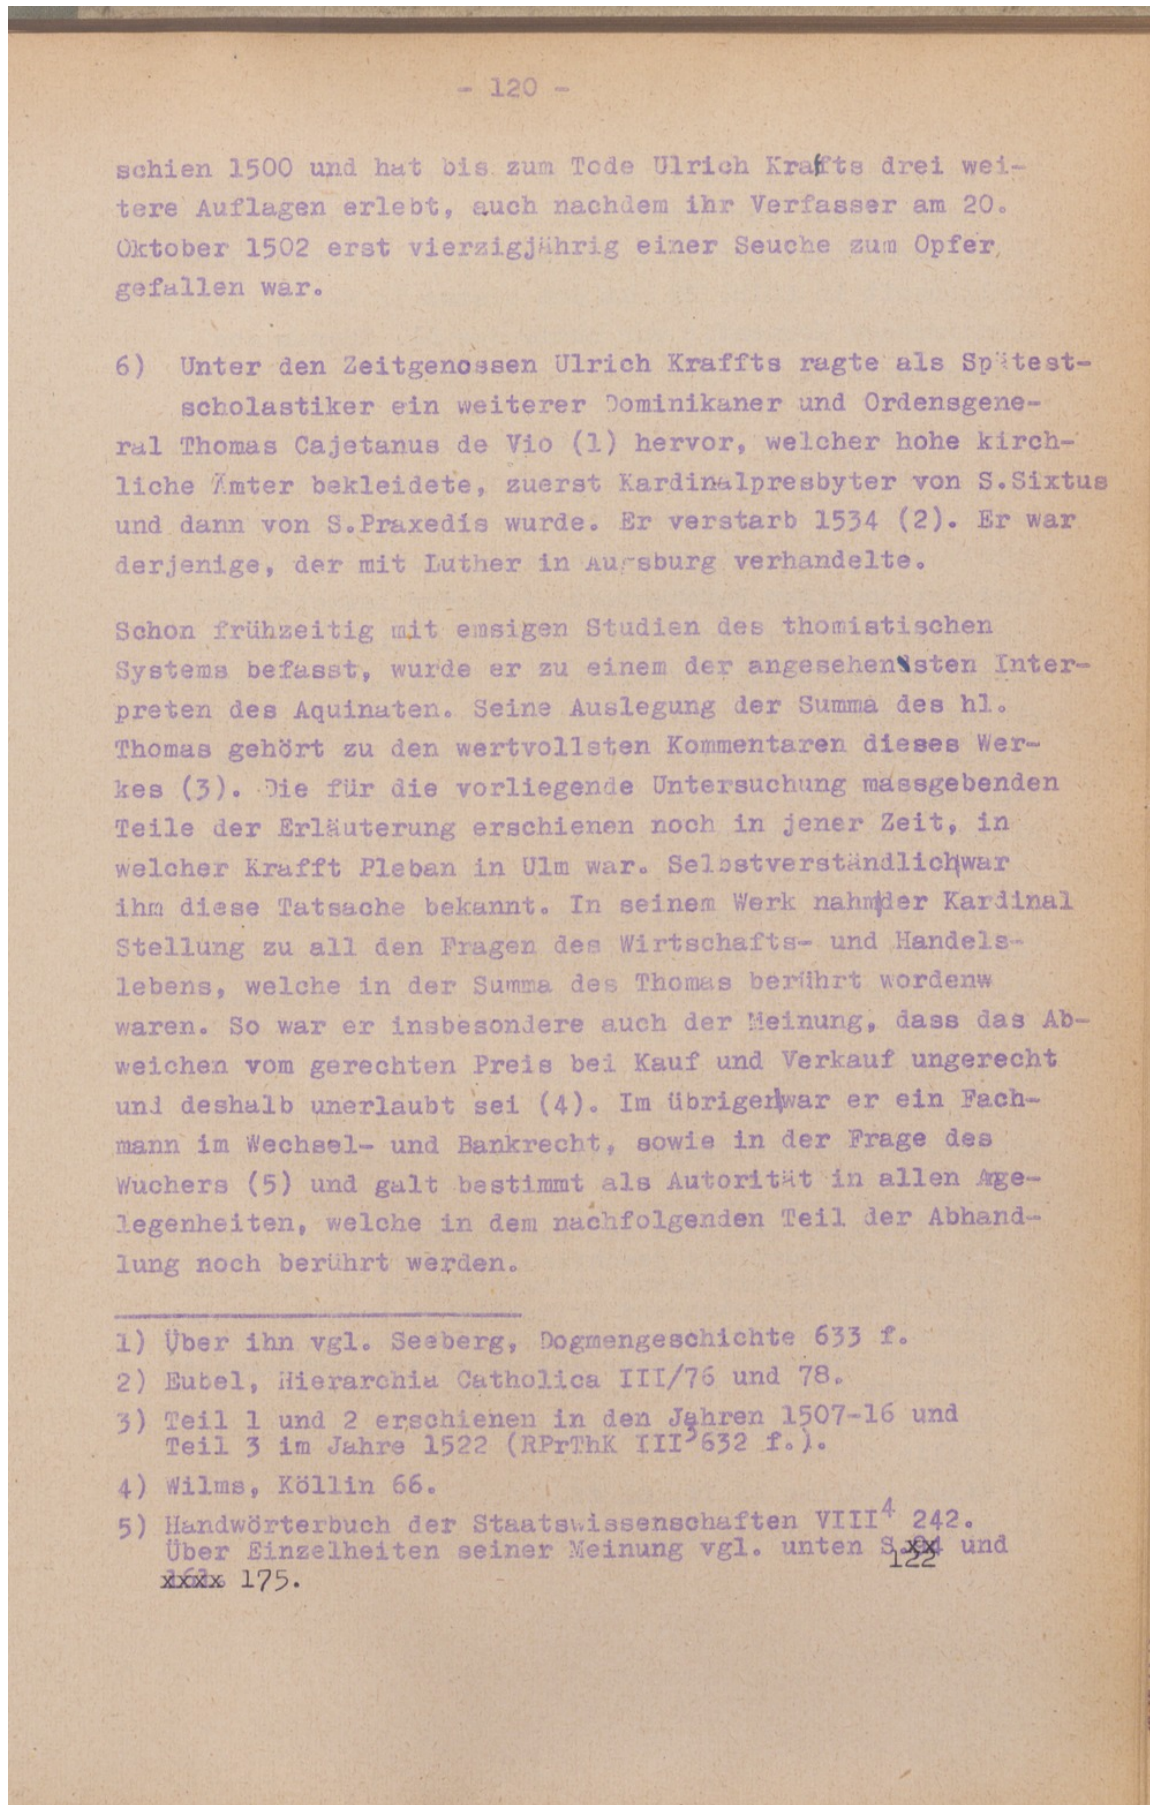 - 120 -
schien 1500 und hat bis zum Tode Ulrich Kraffts drei wei-
tere Auflagen erlebt, auch nachdem ihr Verfasser am 20.
Oktober 1502 erst vierzigjährig einer Seuche zum Opfer
gefallen war.
6) Unter den Zeitgenossen Ulrich Kraffts ragte als Spätest-
scholastiker ein weiterer Dominikaner und Ordensgene-
ral Thomas Cajetanus de Vio (1) hervor, welcher hohe kirch-
liche Ämter bekleidete, zuerst Kardinalpresbyter von S.Sixtus
und dann von S.Praxedis wurde. Er verstarb 1534 (2). Er war
derjenige, der mit Luther in Augsburg verhandelte.
Schon frühzeitig mit emsigen Studien des thomistischen
Systems befasst, wurde er zu einem der angesehensten Inter-
preten des Aquinaten. Seine Auslegung der Summa des hl.
Thomas gehört zu den wertvollsten Kommentaren dieses Wer-
kes (3). Die für die vorliegende Untersuchung massgebenden
Teile der Erläuterung erschienen noch in jener Zeit, in
welcher Krafft Pleban in Ulm war. Selbstverständlich war
ihm diese Tatsache bekannt. In seinem Werk nahm der Kardinal
Stellung zu all den Fragen des Wirtschafts- und Handels-
lebens, welche in der Summa des Thomas berührt wordenw
waren. So war er insbesondere auch der Meinung, dass das Ab-
weichen vom gerechten Preis bei Kauf und Verkauf ungerecht
und deshalb unerlaubt sei (4). Im übrigen war er ein Fach-
mann im Wechsel- und Bankrecht, sowie in der Frage des
Wuchers (5) und galt bestimmt als Autorität in allen Age-
legenheiten, welche in dem nachfolgenden Teil der Abhand-
lung noch berührt werden.
1) Über ihn vgl. Seeberg, Dogmengeschichte 633 f.
2) Eubel, Hierarchia Catholica III/76 und 78.
3) Teil 1 und 2 erschienen in den Jahren 1507-16 und
Teil 3 im Jahre 1522 (RPrThK III³632 f.).
4) Wilms, Köllin 66.
5) Handwörterbuch der Staatswissenschaften VIII⁴ 242.
Über Einzelheiten seiner Meinung vgl. unten S. 122 und
xxxx 175.